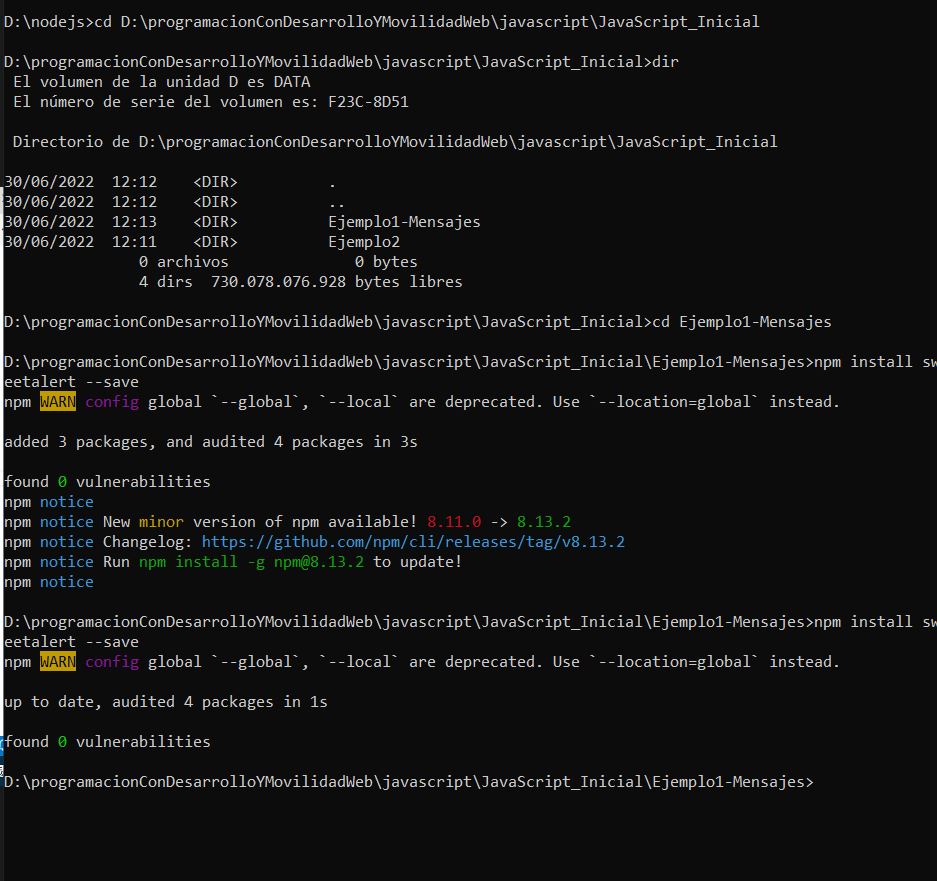 D:\nodejs>cd D:\programacionConDesarrolloYMovilidadWeb\javascript\JavaScript_Inicial
D:\programacionConDesarrolloYMovilidadWeb\javascript\JavaScript_Inicial>dir
El volumen de la unidad D es DATA
El número de serie del volumen es: F23C-8D51
Directorio de D:\programacionConDesarrolloYMovilidadWeb\javascript\JavaScript_Inicial
30/06/2022  12:12    <DIR>          .
30/06/2022  12:12    <DIR>          ..
30/06/2022  12:13    <DIR>          Ejemplo1-Mensajes
30/06/2022  12:11    <DIR>          Ejemplo2
0 archivos              0 bytes
4 dirs  730.078.076.928 bytes libres
D:\programacionConDesarrolloYMovilidadWeb\javascript\JavaScript_Inicial>cd Ejemplo1-Mensajes
D:\programacionConDesarrolloYMovilidadWeb\javascript\JavaScript_Inicial\Ejemplo1-Mensajes>npm install sw
eetalert --save
npm WARN config global `--global`, `--local` are deprecated. Use `--location=global` instead.
added 3 packages, and audited 4 packages in 3s
found 0 vulnerabilities
npm notice
npm notice New minor version of npm available! 8.11.0 -> 8.13.2
npm notice Changelog: https://github.com/npm/cli/releases/tag/v8.13.2
npm notice Run npm install -g npm@8.13.2 to update!
npm notice
D:\programacionConDesarrolloYMovilidadWeb\javascript\JavaScript_Inicial\Ejemplo1-Mensajes>npm install sw
eetalert --save
npm WARN config global `--global`, `--local` are deprecated. Use `--location=global` instead.
up to date, audited 4 packages in 1s
found 0 vulnerabilities
D:\programacionConDesarrolloYMovilidadWeb\javascript\JavaScript_Inicial\Ejemplo1-Mensajes>